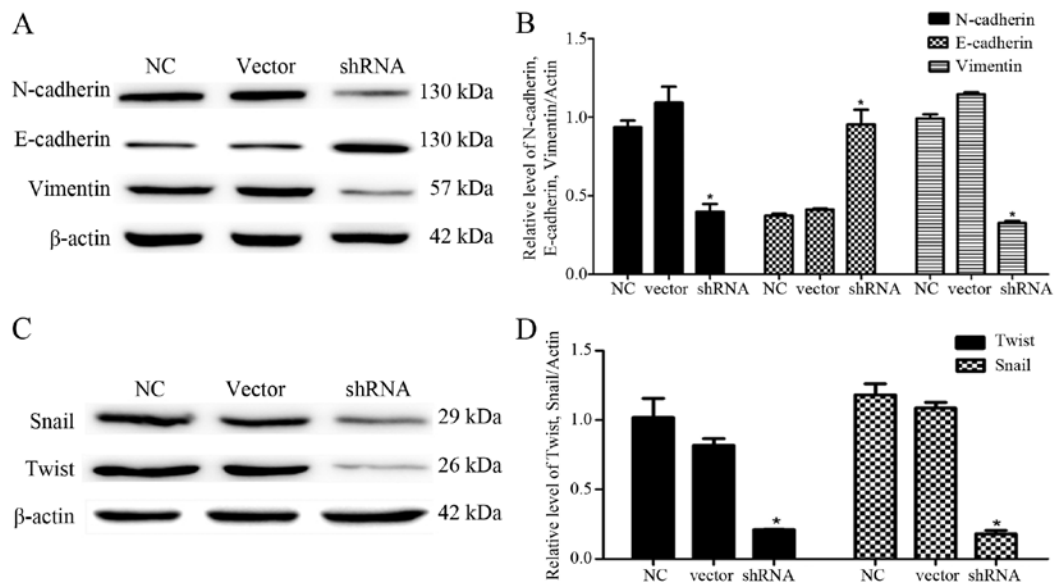 A
NC Vector shRNA
N-cadherin 130 kDa
E-cadherin 130 kDa
Vimentin 57 kDa
β-actin 42 kDa
B
N-cadherin
E-cadherin
Vimentin
Relative level of N-cadherin,
E-cadherin, Vimentin/Actin
1.5
1.0
0.5
0.0
NC vector shRNA NC vector shRNA NC vector shRNA
* * *
C
NC Vector shRNA
Snail 29 kDa
Twist 26 kDa
β-actin 42 kDa
D
Twist
Snail
Relative level of Twist, Snail/Actin
1.5
1.0
0.5
0.0
* *
NC vector shRNA NC vector shRNA